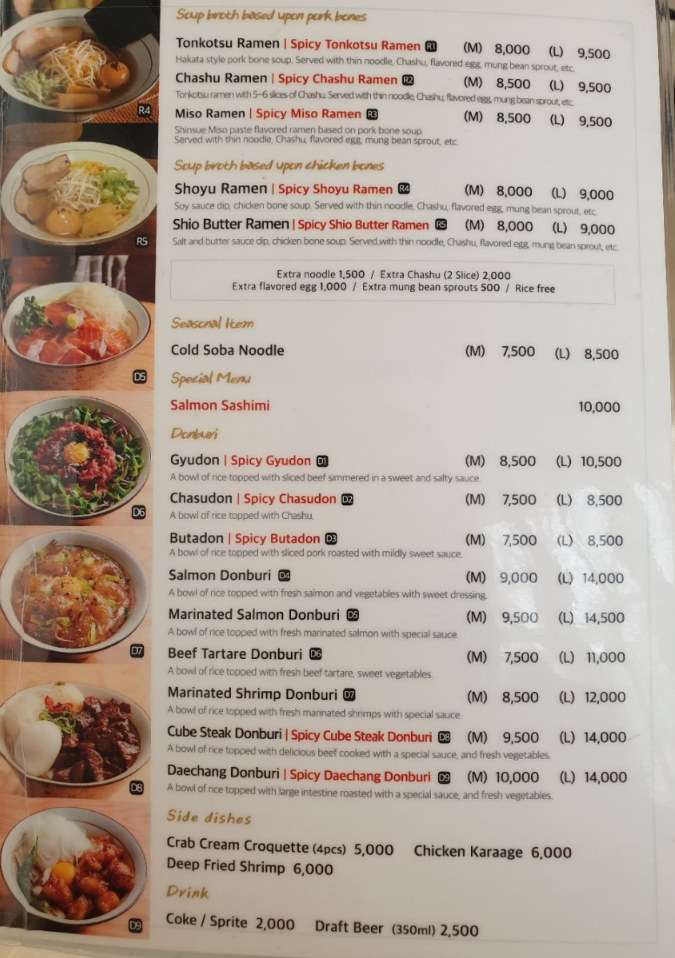 Soup broth based upon pork bones
Tonkotsu Ramen | Spicy Tonkotsu Ramen R1 (M) 8,000 (L) 9,500
Hakata style pork bone soup. Served with thin noodle, Chashu, flavored egg, mung bean sprout, etc.
Chashu Ramen | Spicy Chashu Ramen R2 (M) 8,500 (L) 9,500
Tonkotsu ramen with 5~6 slices of Chashu. Served with thin noodle, Chashu, flavored egg, mung bean sprout, etc.
Miso Ramen | Spicy Miso Ramen R3 (M) 8,500 (L) 9,500
Shinsue Miso paste flavored ramen based on pork bone soup.
Served with thin noodle, Chashu, flavored egg, mung bean sprout, etc.
R4
Soup broth based upon chicken bones
Shoyu Ramen | Spicy Shoyu Ramen R4 (M) 8,000 (L) 9,000
Soy sauce dip, chicken bone soup. Served with thin noodle, Chashu, flavored egg, mung bean sprout, etc.
Shio Butter Ramen | Spicy Shio Butter Ramen R5 (M) 8,000 (L) 9,000
Salt and butter sauce dip, chicken bone soup. Served with thin noodle, Chashu, flavored egg, mung bean sprout, etc.
R5
Extra noodle 1,500 / Extra Chashu (2 Slice) 2,000
Extra flavored egg 1,000 / Extra mung bean sprouts 500 / Rice free
Seasonal Item
Cold Soba Noodle (M) 7,500 (L) 8,500
D5
Special Menu
Salmon Sashimi 10,000
Donburi
Gyudon | Spicy Gyudon D1 (M) 8,500 (L) 10,500
A bowl of rice topped with sliced beef simmered in a sweet and salty sauce.
Chasudon | Spicy Chasudon D2 (M) 7,500 (L) 8,500
A bowl of rice topped with Chashu.
D6
Butadon | Spicy Butadon D3 (M) 7,500 (L) 8,500
A bowl of rice topped with sliced pork roasted with mildly sweet sauce.
Salmon Donburi D4 (M) 9,000 (L) 14,000
A bowl of rice topped with fresh salmon and vegetables with sweet dressing.
Marinated Salmon Donburi D5 (M) 9,500 (L) 14,500
A bowl of rice topped with fresh marinated salmon with special sauce.
D7
Beef Tartare Donburi D6 (M) 7,500 (L) 11,000
A bowl of rice topped with fresh beef tartare, sweet vegetables.
Marinated Shrimp Donburi D7 (M) 8,500 (L) 12,000
A bowl of rice topped with fresh marinated shrimps with special sauce.
Cube Steak Donburi | Spicy Cube Steak Donburi D8 (M) 9,500 (L) 14,000
A bowl of rice topped with delicious beef cooked with a special sauce, and fresh vegetables.
Daechang Donburi | Spicy Daechang Donburi D9 (M) 10,000 (L) 14,000
A bowl of rice topped with large intestine roasted with a special sauce, and fresh vegetables.
D8
Side dishes
Crab Cream Croquette (4pcs) 5,000 Chicken Karaage 6,000
Deep Fried Shrimp 6,000
Drink
Coke / Sprite 2,000 Draft Beer (350ml) 2,500
D9